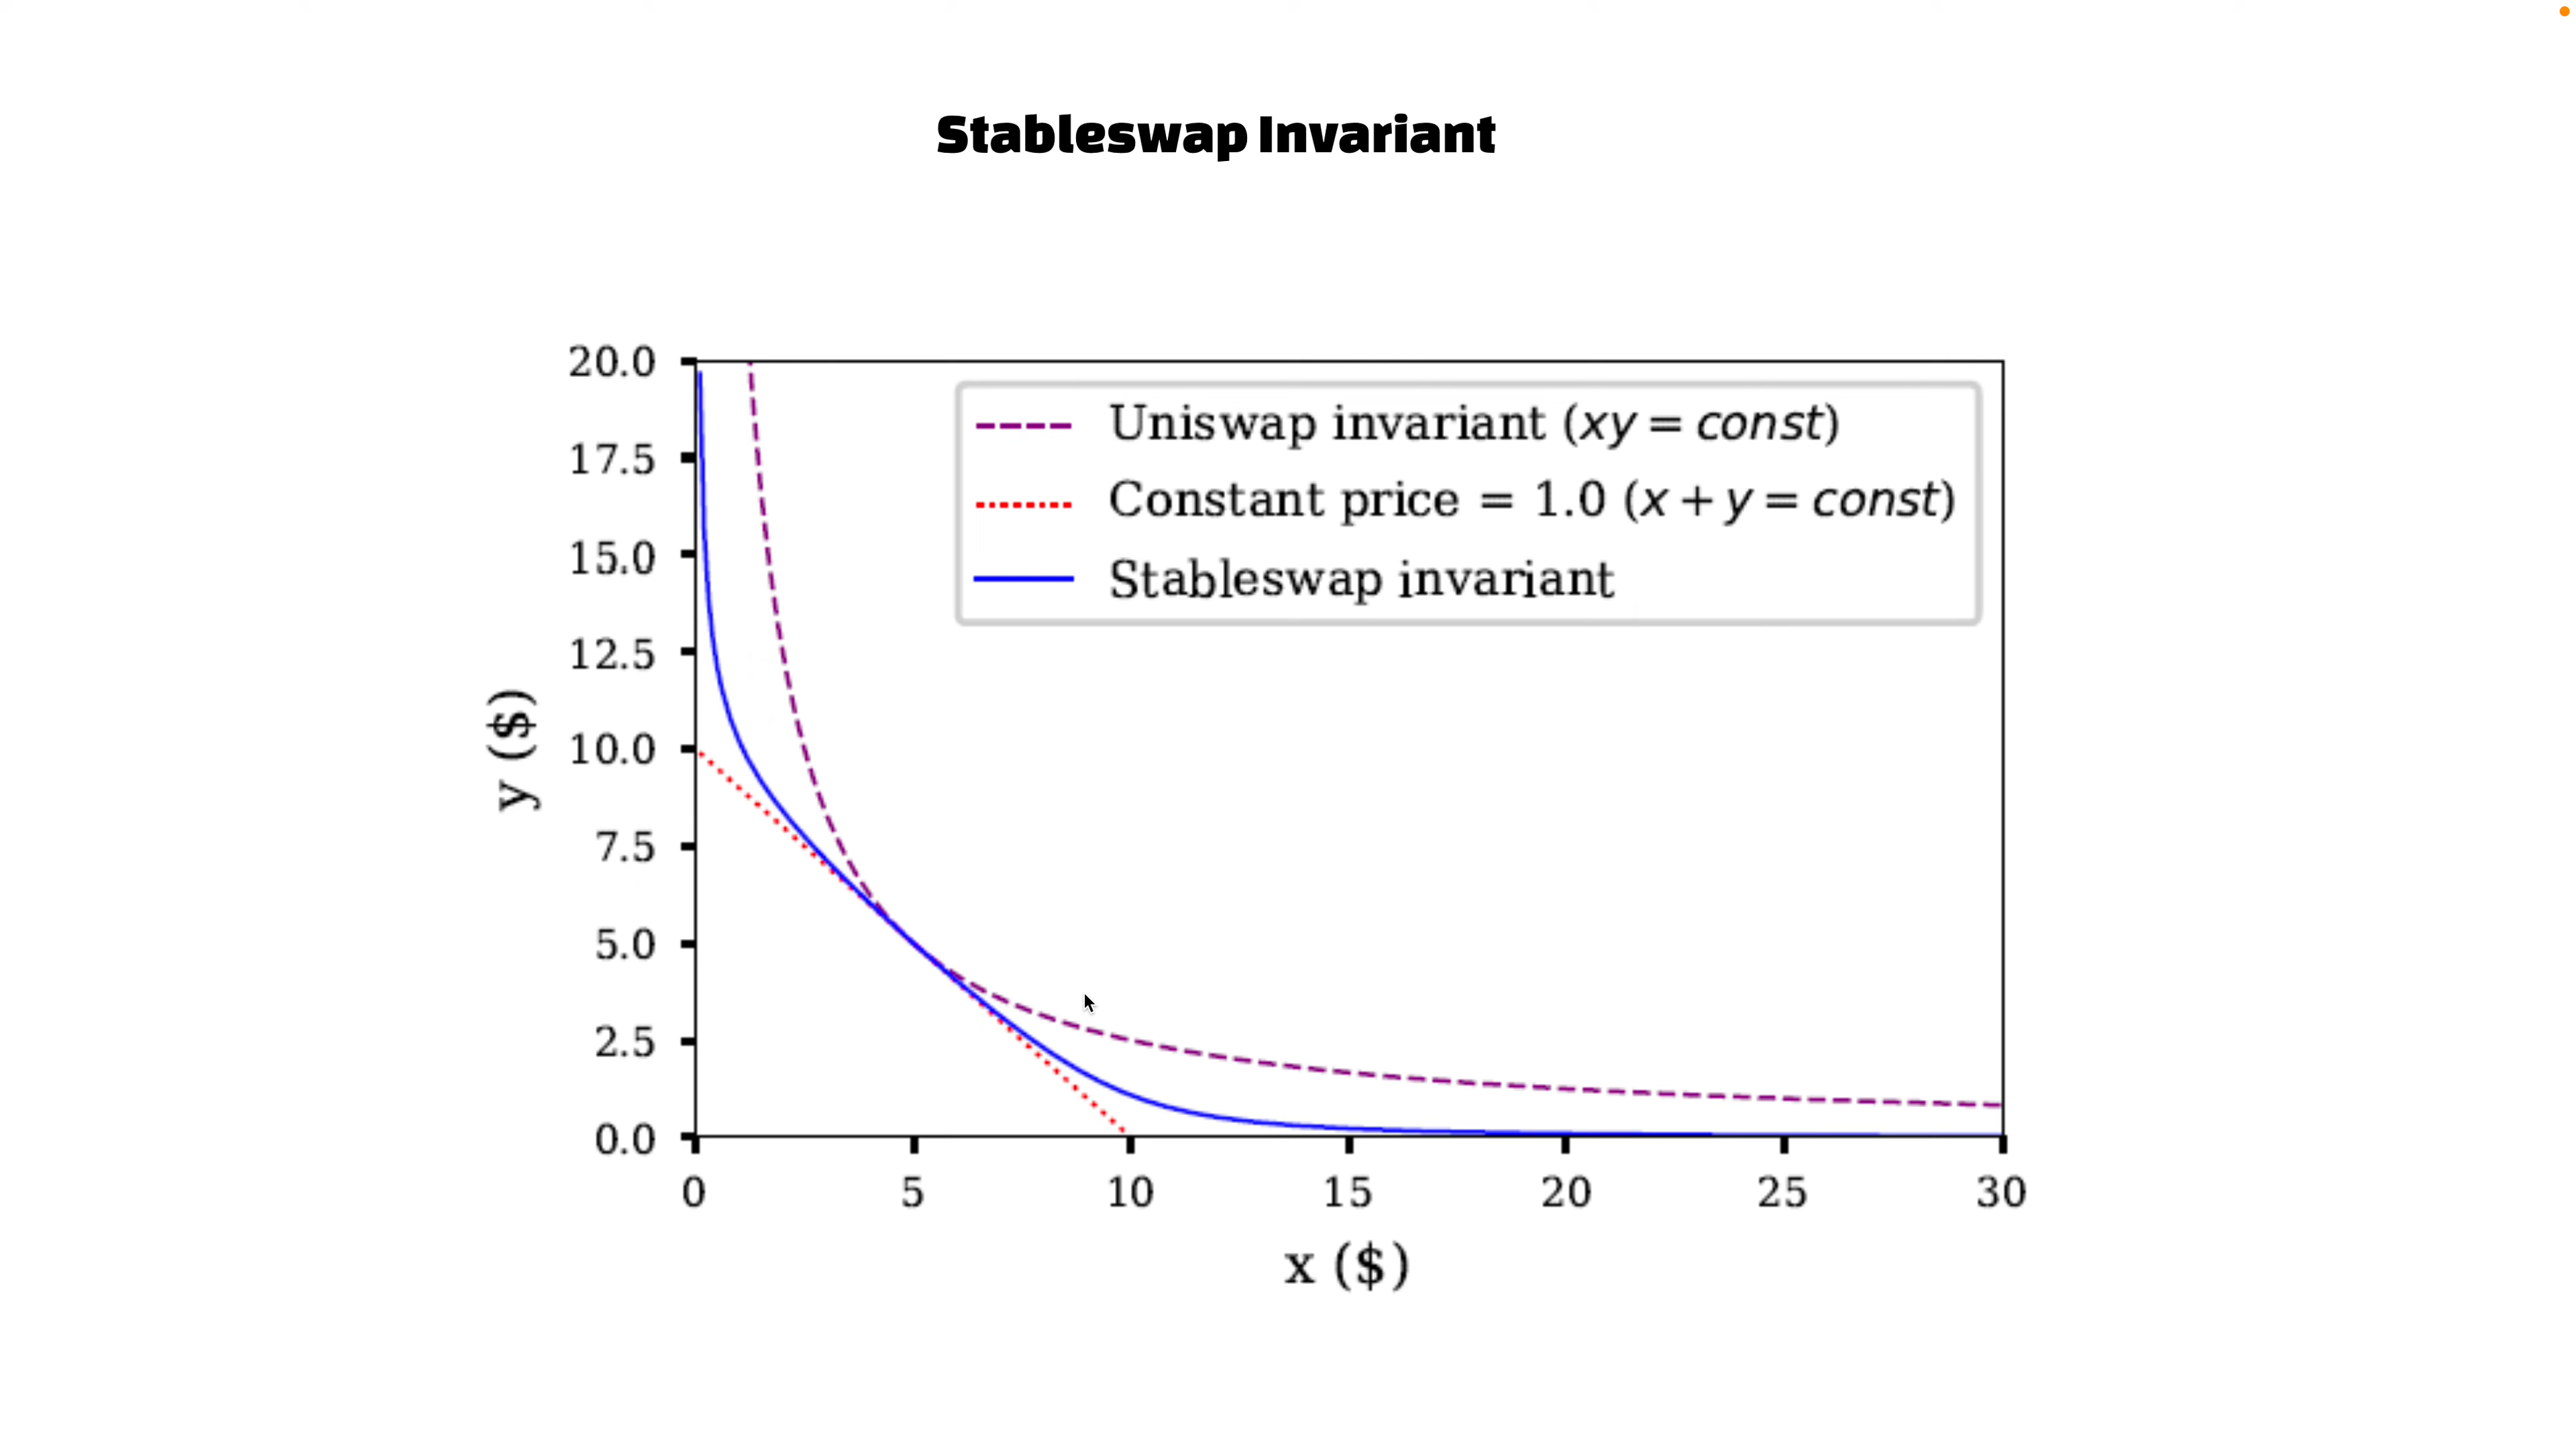 Stableswap Invariant
20.0
17.5
15.0
12.5
10.0
7.5
5.0
2.5
0.0
y ($)
Uniswap invariant (xy = const)
Constant price = 1.0 (x + y = const)
Stableswap invariant
0 5 10 15 20 25 30
x ($)